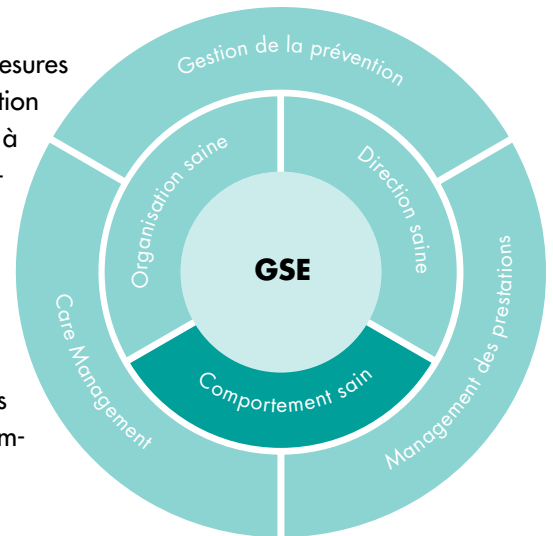 esures
tion
à
-
s
m-
Gestion de la prévention
Organisation saine
Direction saine
GSE
Comportement sain
Care Management
Management des prestations